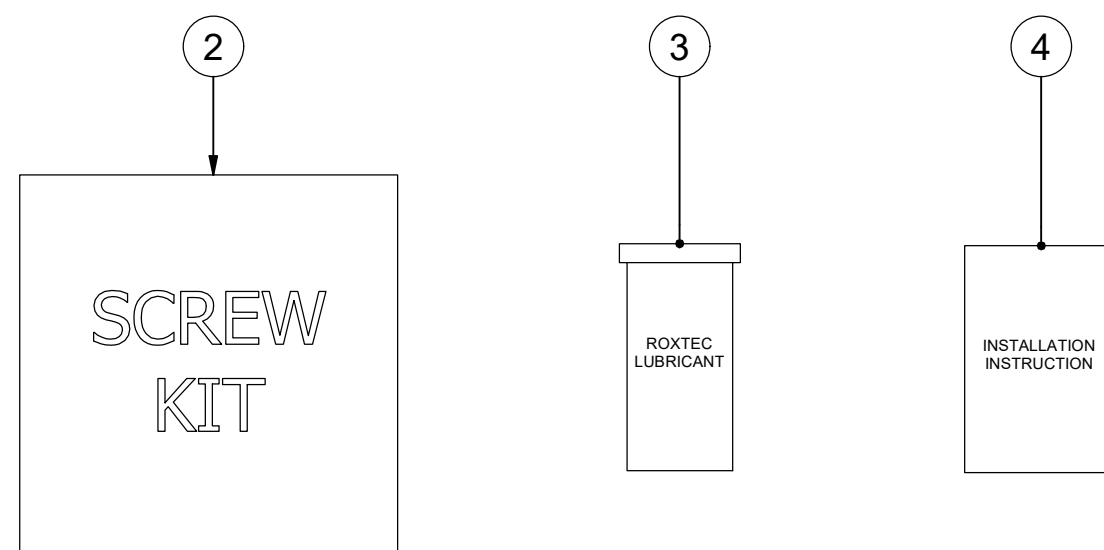 2
3
4
SCREW
KIT
ROXTEC
LUBRICANT
INSTALLATION
INSTRUCTION